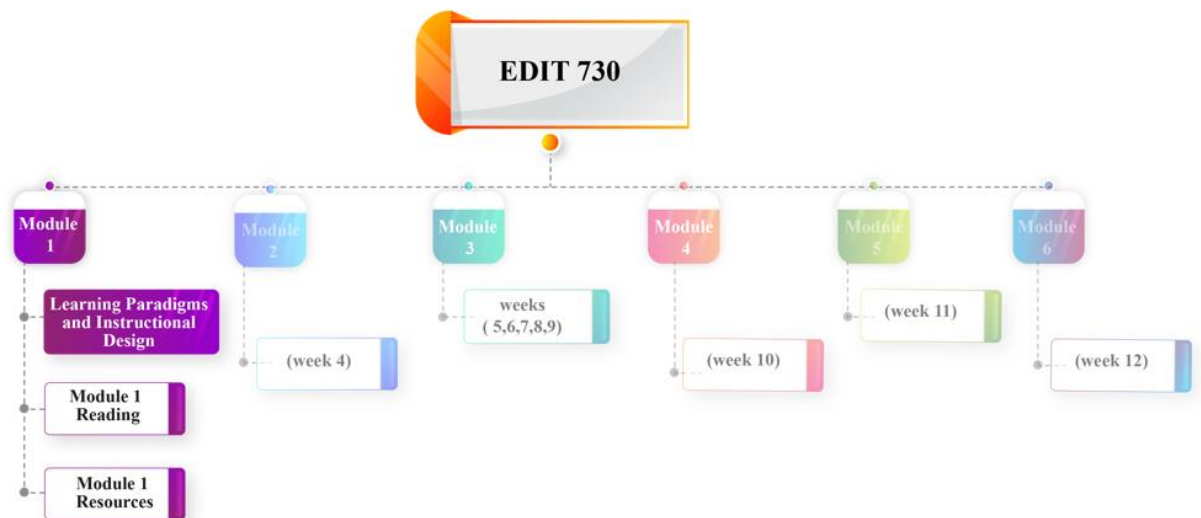 EDIT 730
Module
1
Module
2
Module
3
Module
4
Module
5
Module
6
Learning Paradigms
and Instructional
Design
Module 1
Reading
Module 1
Resources
(week 4)
weeks
( 5,6,7,8,9)
(week 10)
(week 11)
(week 12)